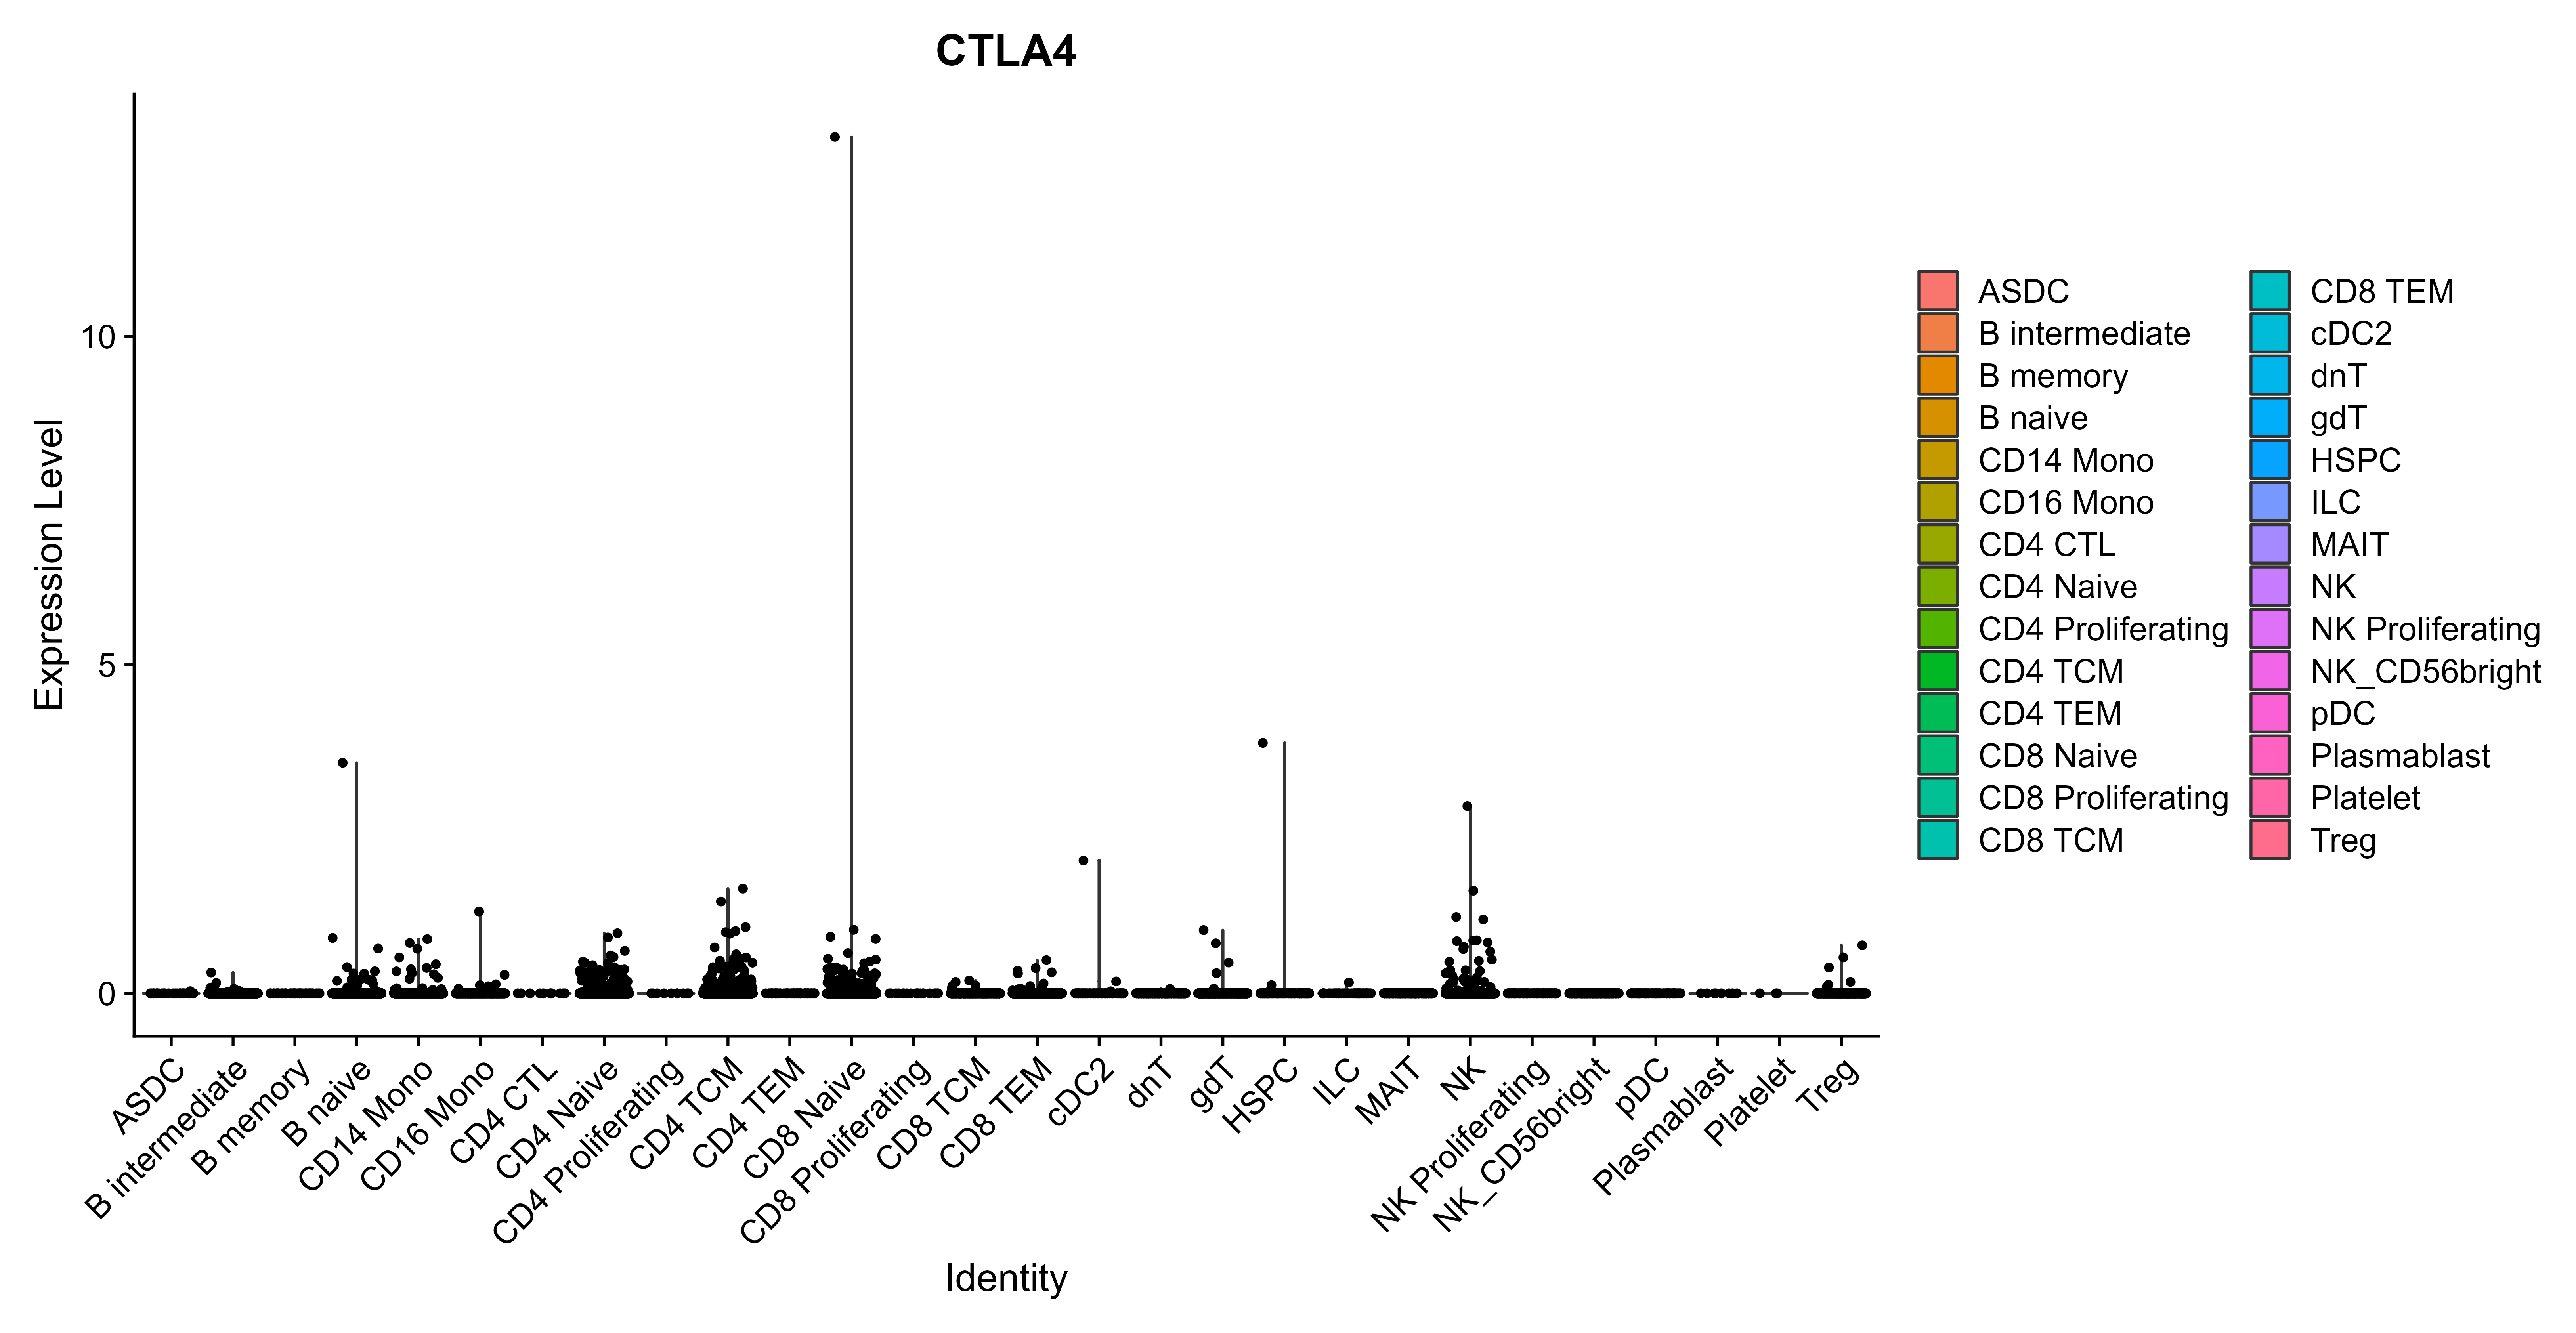 CTLA4
Expression Level
10
5
0
ASDC
B intermediate
B memory
B naive
CD14 Mono
CD16 Mono
CD4 CTL
CD4 Naive
CD4 Proliferating
CD4 TCM
CD4 TEM
CD8 Naive
CD8 Proliferating
CD8 TCM
CD8 TEM
cDC2
dnT
gdT
HSPC
ILC
MAIT
NK
NK Proliferating
NK_CD56bright
pDC
Plasmablast
Platelet
Treg
Identity
ASDC
B intermediate
B memory
B naive
CD14 Mono
CD16 Mono
CD4 CTL
CD4 Naive
CD4 Proliferating
CD4 TCM
CD4 TEM
CD8 Naive
CD8 Proliferating
CD8 TCM
CD8 TEM
cDC2
dnT
gdT
HSPC
ILC
MAIT
NK
NK Proliferating
NK_CD56bright
pDC
Plasmablast
Platelet
Treg